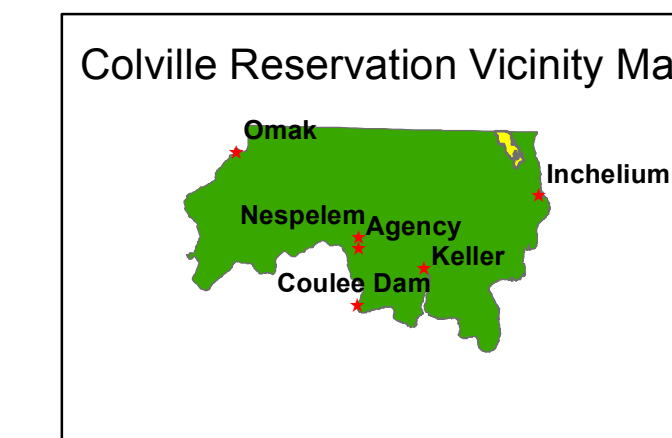 Colville Reservation Vicinity Ma
Omak
Inchelium
Nespelem
Agency
Keller
Coulee Dam